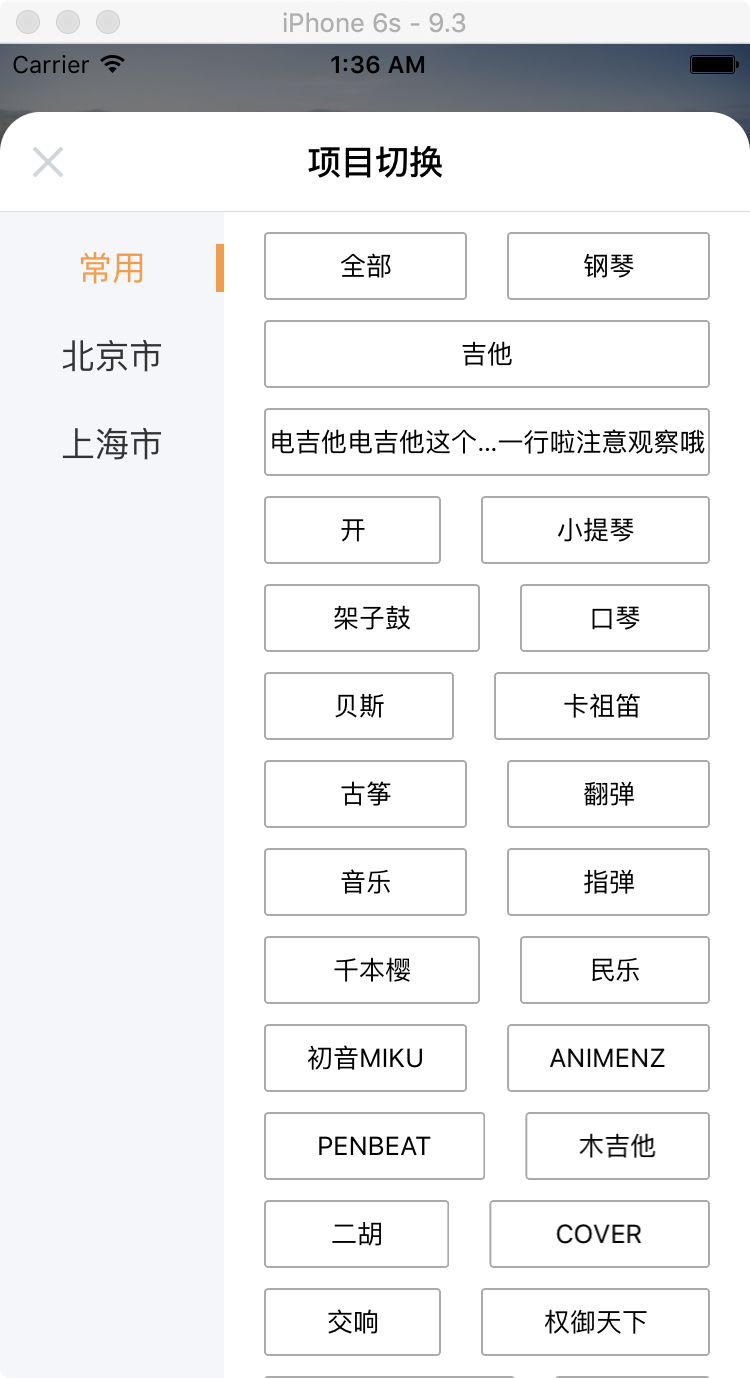 iPhone 6s - 9.3
Carrier 1:36 AM
项目切换
常用
北京市
上海市
全部 钢琴
吉他
电吉他电吉他这个...一行啦注意观察哦
开 小提琴
架子鼓 口琴
贝斯 卡祖笛
古筝 翻弹
音乐 指弹
千本樱 民乐
初音MIKU ANIMENZ
PENBEAT 木吉他
二胡 COVER
交响 权御天下